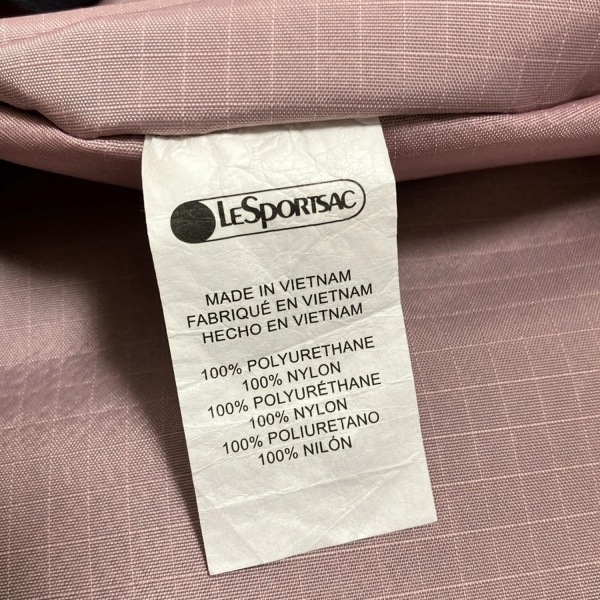 LESPORTSAC
MADE IN VIETNAM
FABRIQUÉ EN VIETNAM
HECHO EN VIETNAM
100% POLYURETHANE
100% NYLON
100% POLYURÉTHANE
100% NYLON
100% POLIURETANO
100% NILÓN